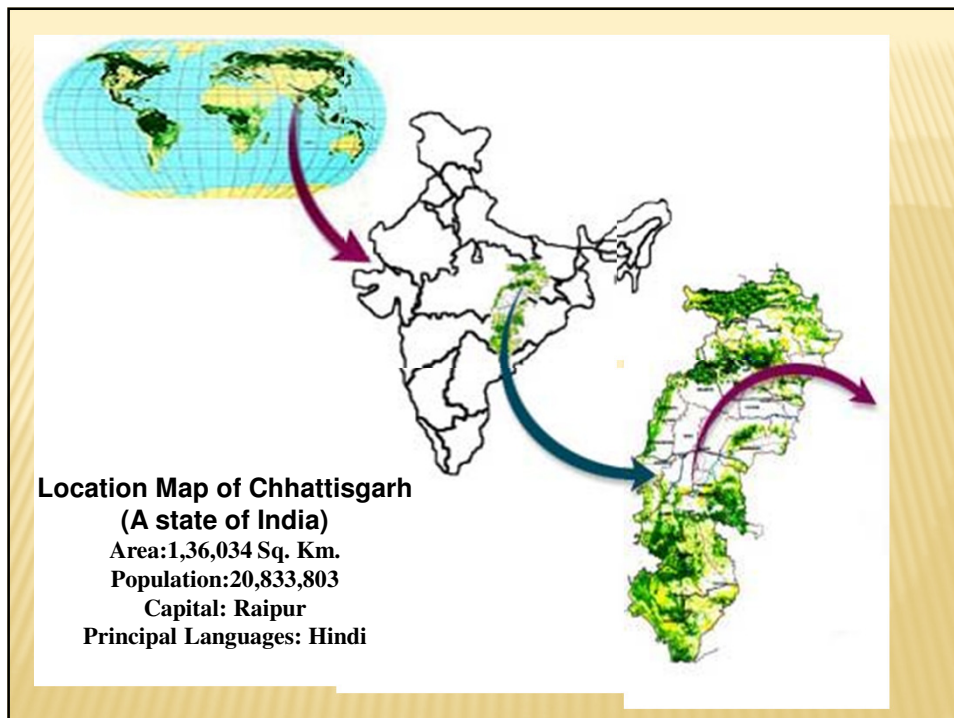 Location Map of Chhattisgarh
(A state of India)
Area:1,36,034 Sq. Km.
Population:20,833,803
Capital: Raipur
Principal Languages: Hindi